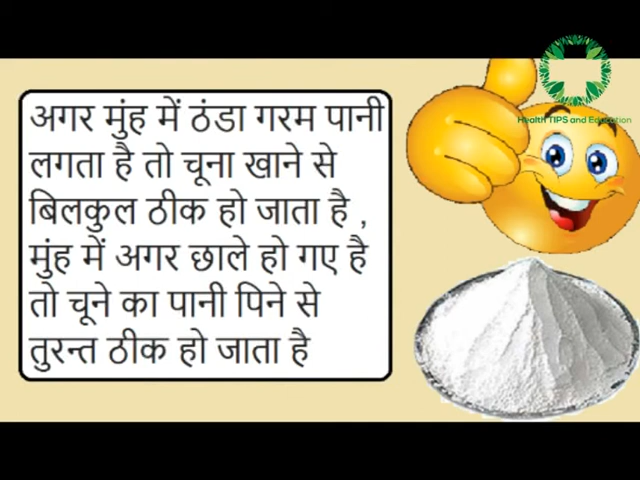 Health TIPS and Education
अगर मुंह में ठंडा गरम पानी
लगता है तो चूना खाने से
बिलकुल ठीक हो जाता है ,
मुंह में अगर छाले हो गए है
तो चूने का पानी पिने से
तुरन्त ठीक हो जाता है